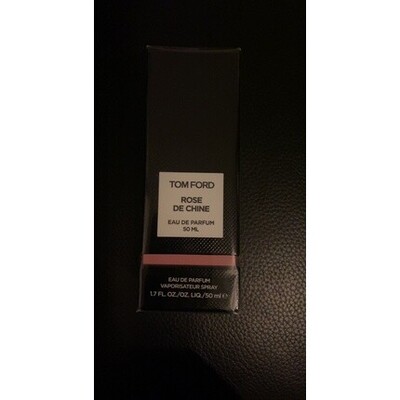 TOM FORD
ROSE
DE CHINE
EAU DE PARFUM
50 ML
EAU DE PARFUM
VAPORISATEUR SPRAY
1.7 FL. OZ./OZ. LIQ./50 ml ℮